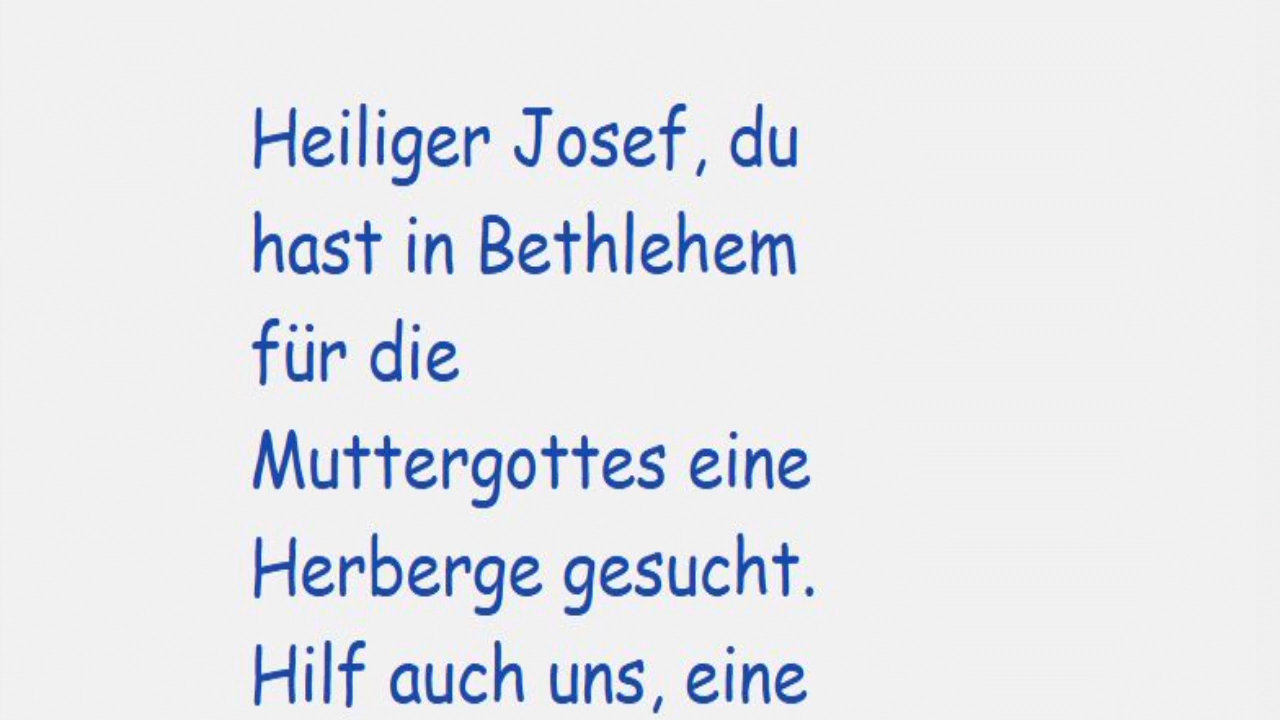 Heiliger Josef, du
hast in Bethlehem
für die
Muttergottes eine
Herberge gesucht.
Hilf auch uns, eine